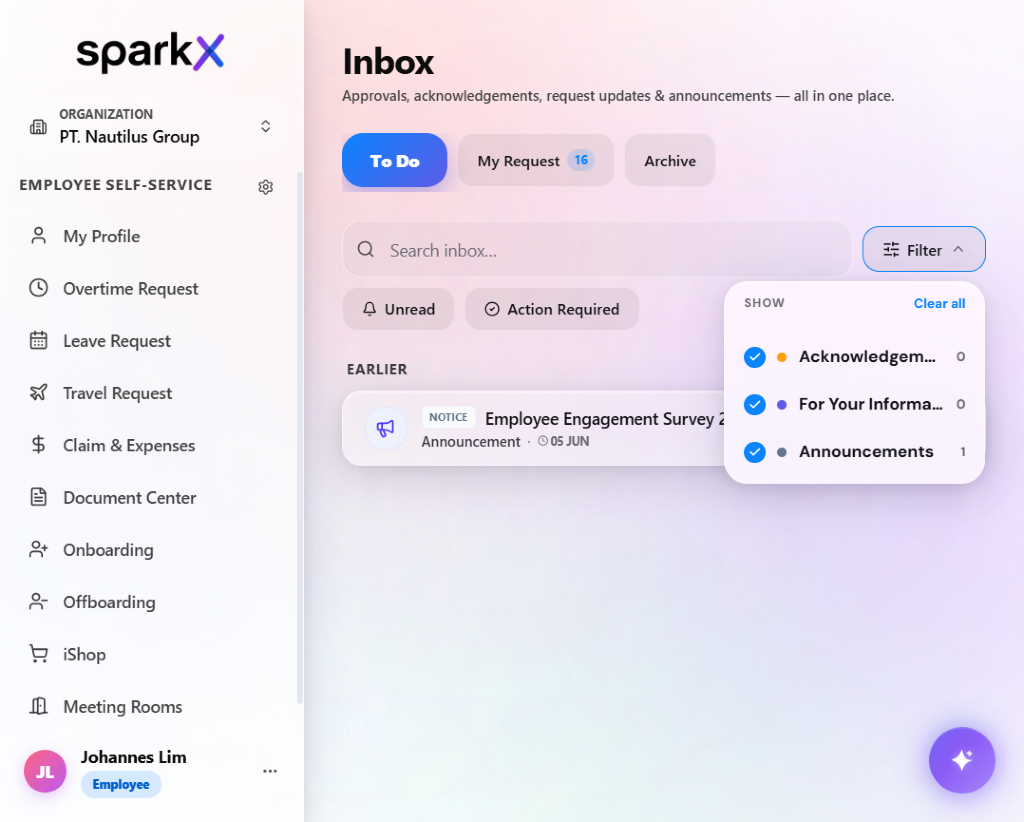 sparkX
ORGANIZATION
PT. Nautilus Group
EMPLOYEE SELF-SERVICE
My Profile
Overtime Request
Leave Request
Travel Request
Claim & Expenses
Document Center
Onboarding
Offboarding
iShop
Meeting Rooms
JL
Johannes Lim
Employee
Inbox
Approvals, acknowledgements, request updates & announcements — all in one place.
To Do
My Request 16
Archive
Search inbox...
Filter
Unread
Action Required
SHOW
Clear all
Acknowledgem... 0
For Your Informa... 0
Announcements 1
EARLIER
NOTICE Employee Engagement Survey
Announcement · 05 JUN